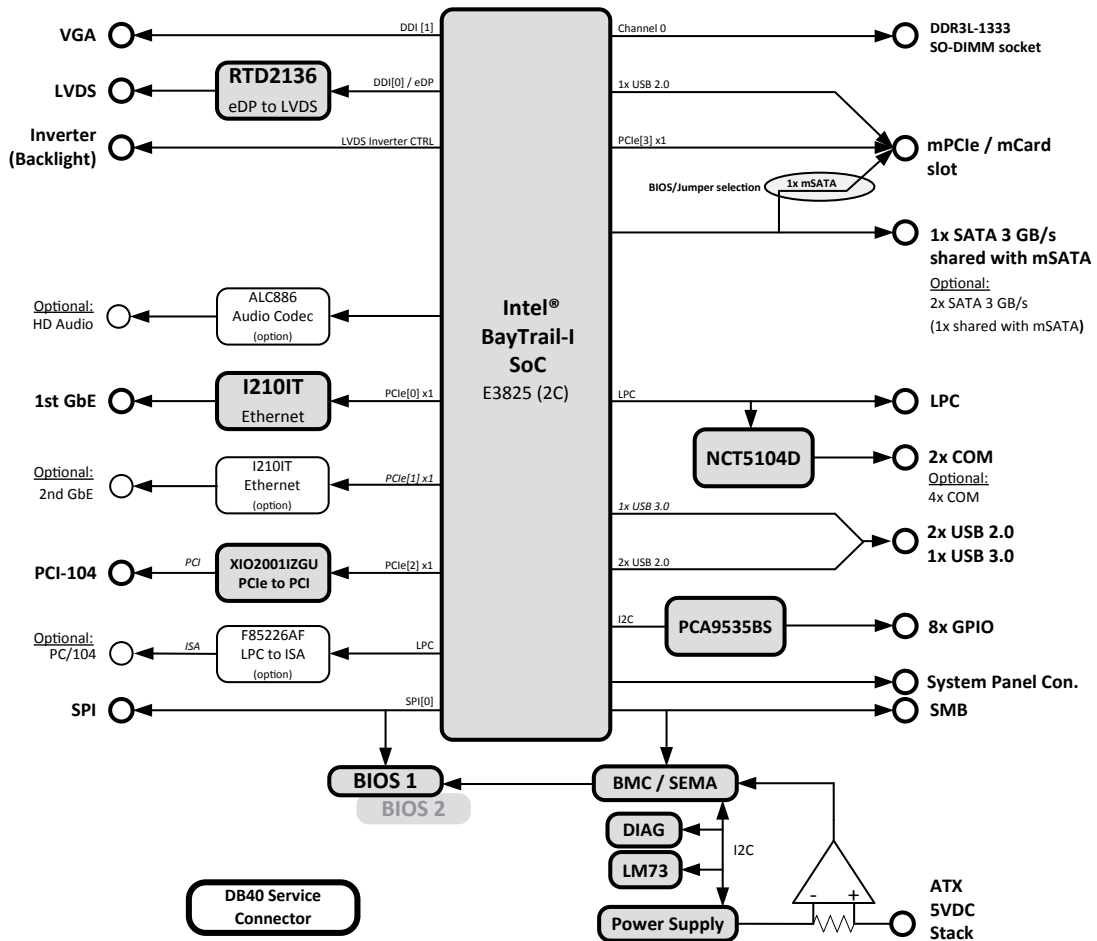 VGA
DDI [1]
LVDS
RTD2136
eDP to LVDS
DDI[0] / eDP
Inverter
(Backlight)
LVDS Inverter CTRL
Optional:
HD Audio
ALC886
Audio Codec
(option)
1st GbE
I210IT
Ethernet
PCIe[0] x1
Optional:
2nd GbE
I210IT
Ethernet
(option)
PCIe[1] x1
PCI-104
PCI
XIO2001IZGU
PCIe to PCI
PCIe[2] x1
Optional:
PC/104
ISA
F85226AF
LPC to ISA
(option)
LPC
SPI
SPI[0]
Intel®
BayTrail-I
SoC
E3825 (2C)
Channel 0
DDR3L-1333
SO-DIMM socket
1x USB 2.0
PCIe[3] x1
mPCIe / mCard
slot
BIOS/Jumper selection
1x mSATA
1x SATA 3 GB/s
shared with mSATA
Optional:
2x SATA 3 GB/s
(1x shared with mSATA)
LPC
LPC
NCT5104D
2x COM
Optional:
4x COM
1x USB 3.0
2x USB 2.0
2x USB 2.0
1x USB 3.0
I2C
PCA9535BS
8x GPIO
System Panel Con.
SMB
BIOS 1
BIOS 2
BMC / SEMA
DIAG
LM73
I2C
Power Supply
- +
ATX
5VDC
Stack
DB40 Service
Connector